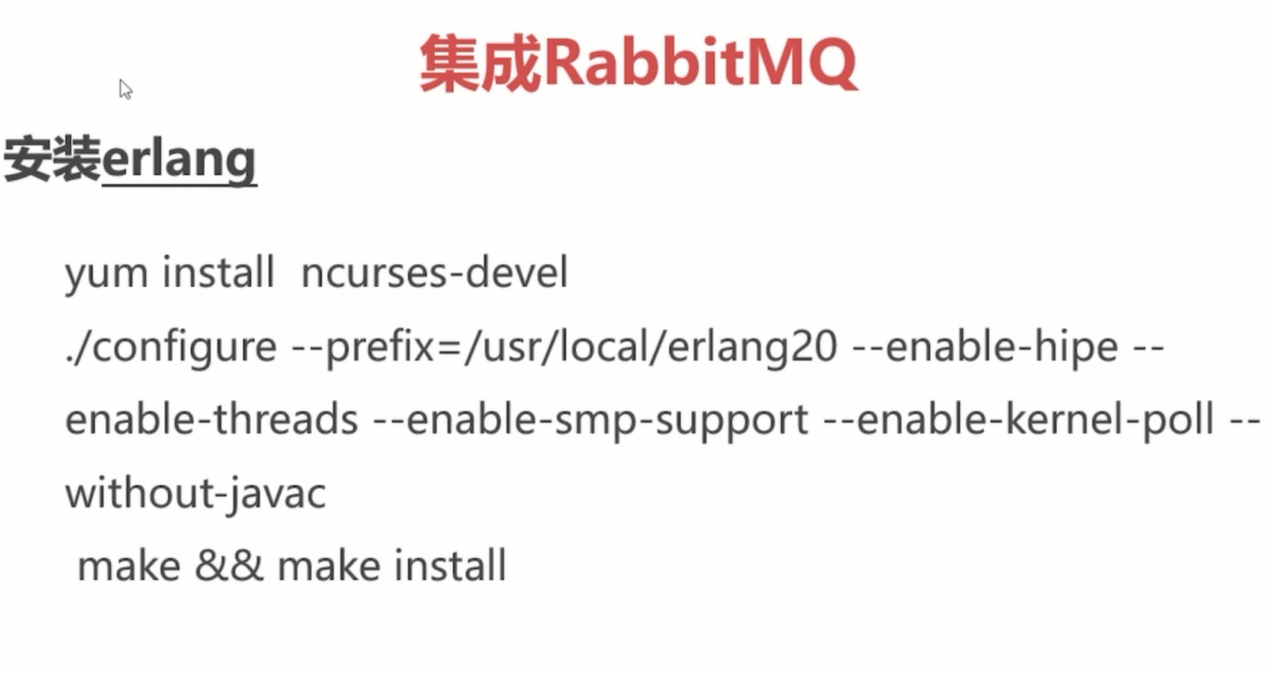 集成RabbitMQ
安装erlang
yum install  ncurses-devel
./configure --prefix=/usr/local/erlang20 --enable-hipe --
enable-threads --enable-smp-support --enable-kernel-poll --
without-javac
make && make install